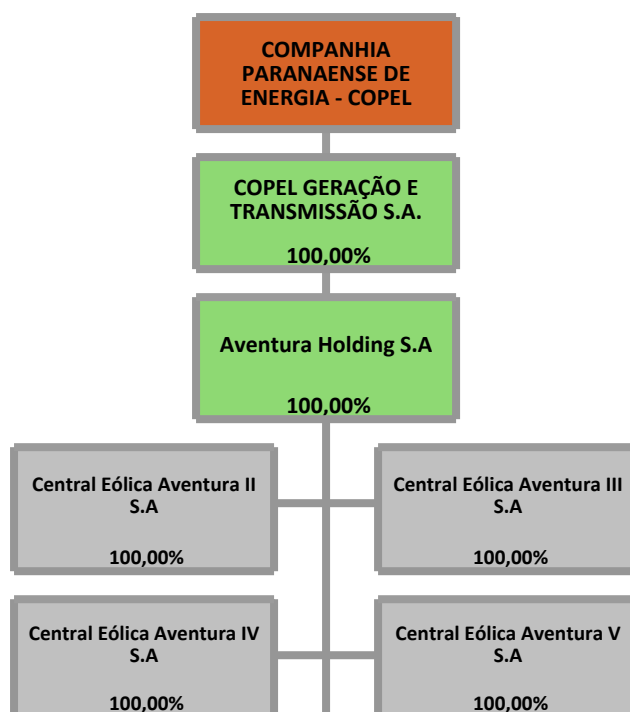 COMPANHIA
PARANAENSE DE
ENERGIA - COPEL
COPEL GERAÇÃO E
TRANSMISSÃO S.A.
100,00%
Aventura Holding S.A
100,00%
Central Eólica Aventura II
S.A
100,00%
Central Eólica Aventura III
S.A
100,00%
Central Eólica Aventura IV
S.A
100,00%
Central Eólica Aventura V
S.A
100,00%